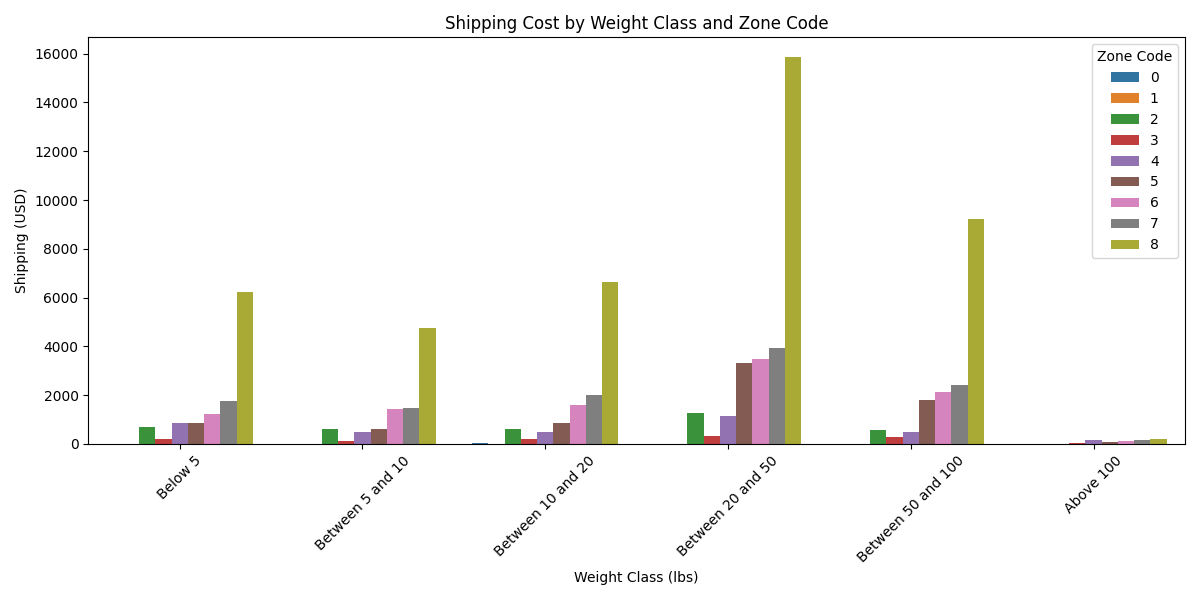 Shipping Cost by Weight Class and Zone Code
Shipping (USD)
16000
14000
12000
10000
8000
6000
4000
2000
0
Zone Code
0
1
2
3
4
5
6
7
8
Below 5
Between 5 and 10
Between 10 and 20
Between 20 and 50
Between 50 and 100
Above 100
Weight Class (lbs)